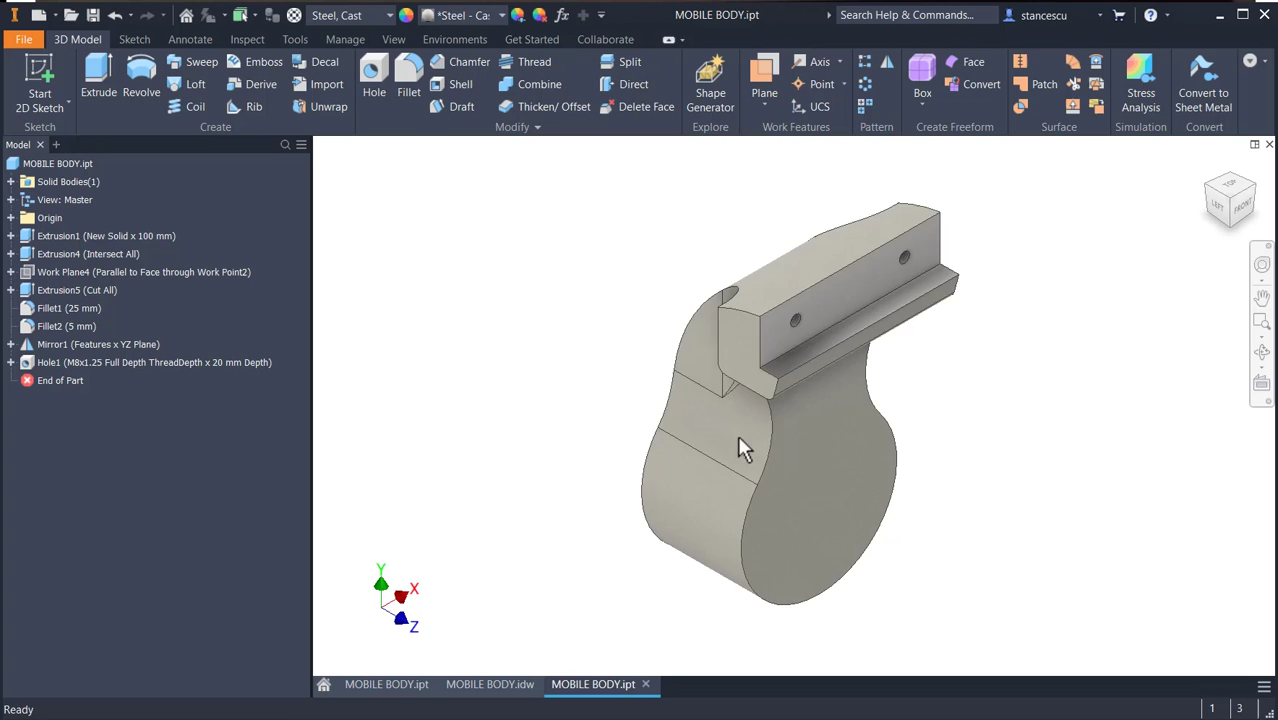 Steel, Cast
*Steel - Ca:
MOBILE BODY.ipt
Search Help & Commands...
stancescu
File
3D Model
Sketch
Annotate
Inspect
Tools
Manage
View
Environments
Get Started
Collaborate
Start
2D Sketch
Extrude
Revolve
Sweep
Loft
Coil
Emboss
Derive
Rib
Decal
Import
Unwrap
Hole
Fillet
Chamfer
Shell
Draft
Thread
Combine
Thicken/ Offset
Split
Direct
Delete Face
Shape
Generator
Plane
Axis
Point
UCS
Box
Face
Convert
Patch
Stress
Analysis
Convert to
Sheet Metal
Sketch
Create
Modify
Explore
Work Features
Pattern
Create Freeform
Surface
Simulation
Convert
Model
MOBILE BODY.ipt
Solid Bodies(1)
View: Master
Origin
Extrusion1 (New Solid x 100 mm)
Extrusion4 (Intersect All)
Work Plane4 (Parallel to Face through Work Point2)
Extrusion5 (Cut All)
Fillet1 (25 mm)
Fillet2 (5 mm)
Mirror1 (Features x YZ Plane)
Hole1 (M8x1.25 Full Depth ThreadDepth x 20 mm Depth)
End of Part
TOP
LEFT
FRONT
Y
X
Z
MOBILE BODY.ipt
MOBILE BODY.idw
MOBILE BODY.ipt
Ready
1
3